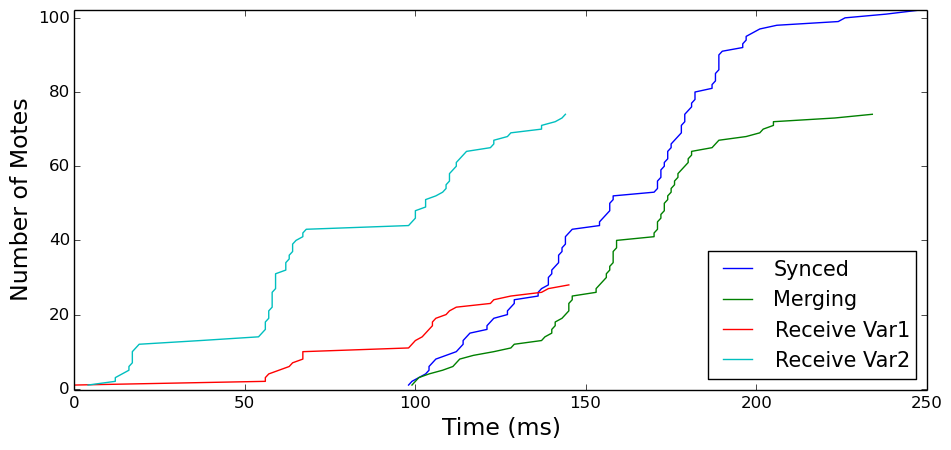 100
80
60
40
20
0
Number of Motes
0 50 100 150 200 250
Time (ms)
Synced
Merging
Receive Var1
Receive Var2